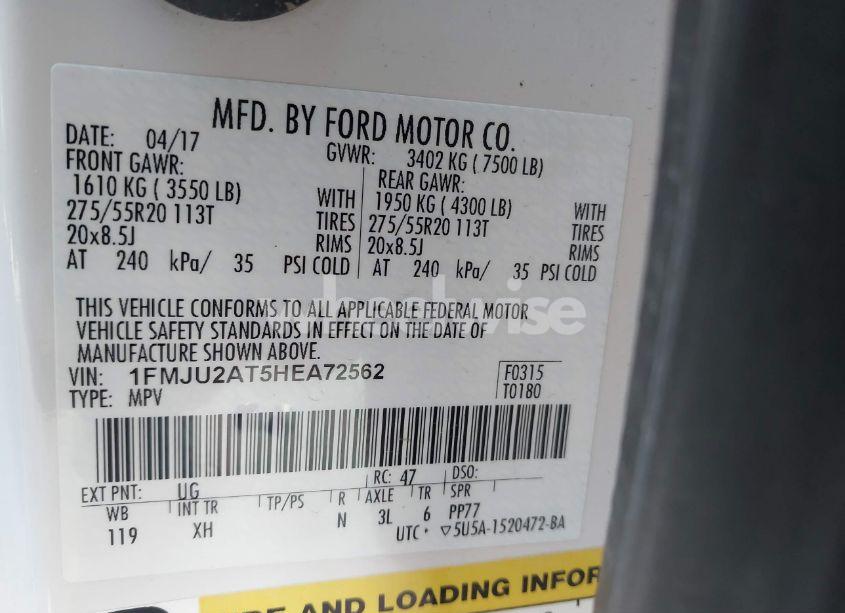 MFD. BY FORD MOTOR CO.
DATE: 04/17
GVWR: 3402 KG ( 7500 LB)
FRONT GAWR:
1610 KG ( 3550 LB) WITH
275/55R20 113T TIRES
20x8.5J RIMS
AT 240 kPa/ 35 PSI COLD
REAR GAWR:
1950 KG ( 4300 LB) WITH
275/55R20 113T TIRES
20x8.5J RIMS
AT 240 kPa/ 35 PSI COLD
THIS VEHICLE CONFORMS TO ALL APPLICABLE FEDERAL MOTOR
VEHICLE SAFETY STANDARDS IN EFFECT ON THE DATE OF
MANUFACTURE SHOWN ABOVE.
VIN: 1FMJU2AT5HEA72562
F0315
TYPE: MPV
T0180
EXT PNT: UG RC: 47 DSO:
WB INT TR TP/PS R AXLE TR SPR
119 XH N 3L 6 PP77
UTC ▽5U5A-1520472-BA
AND LOADING